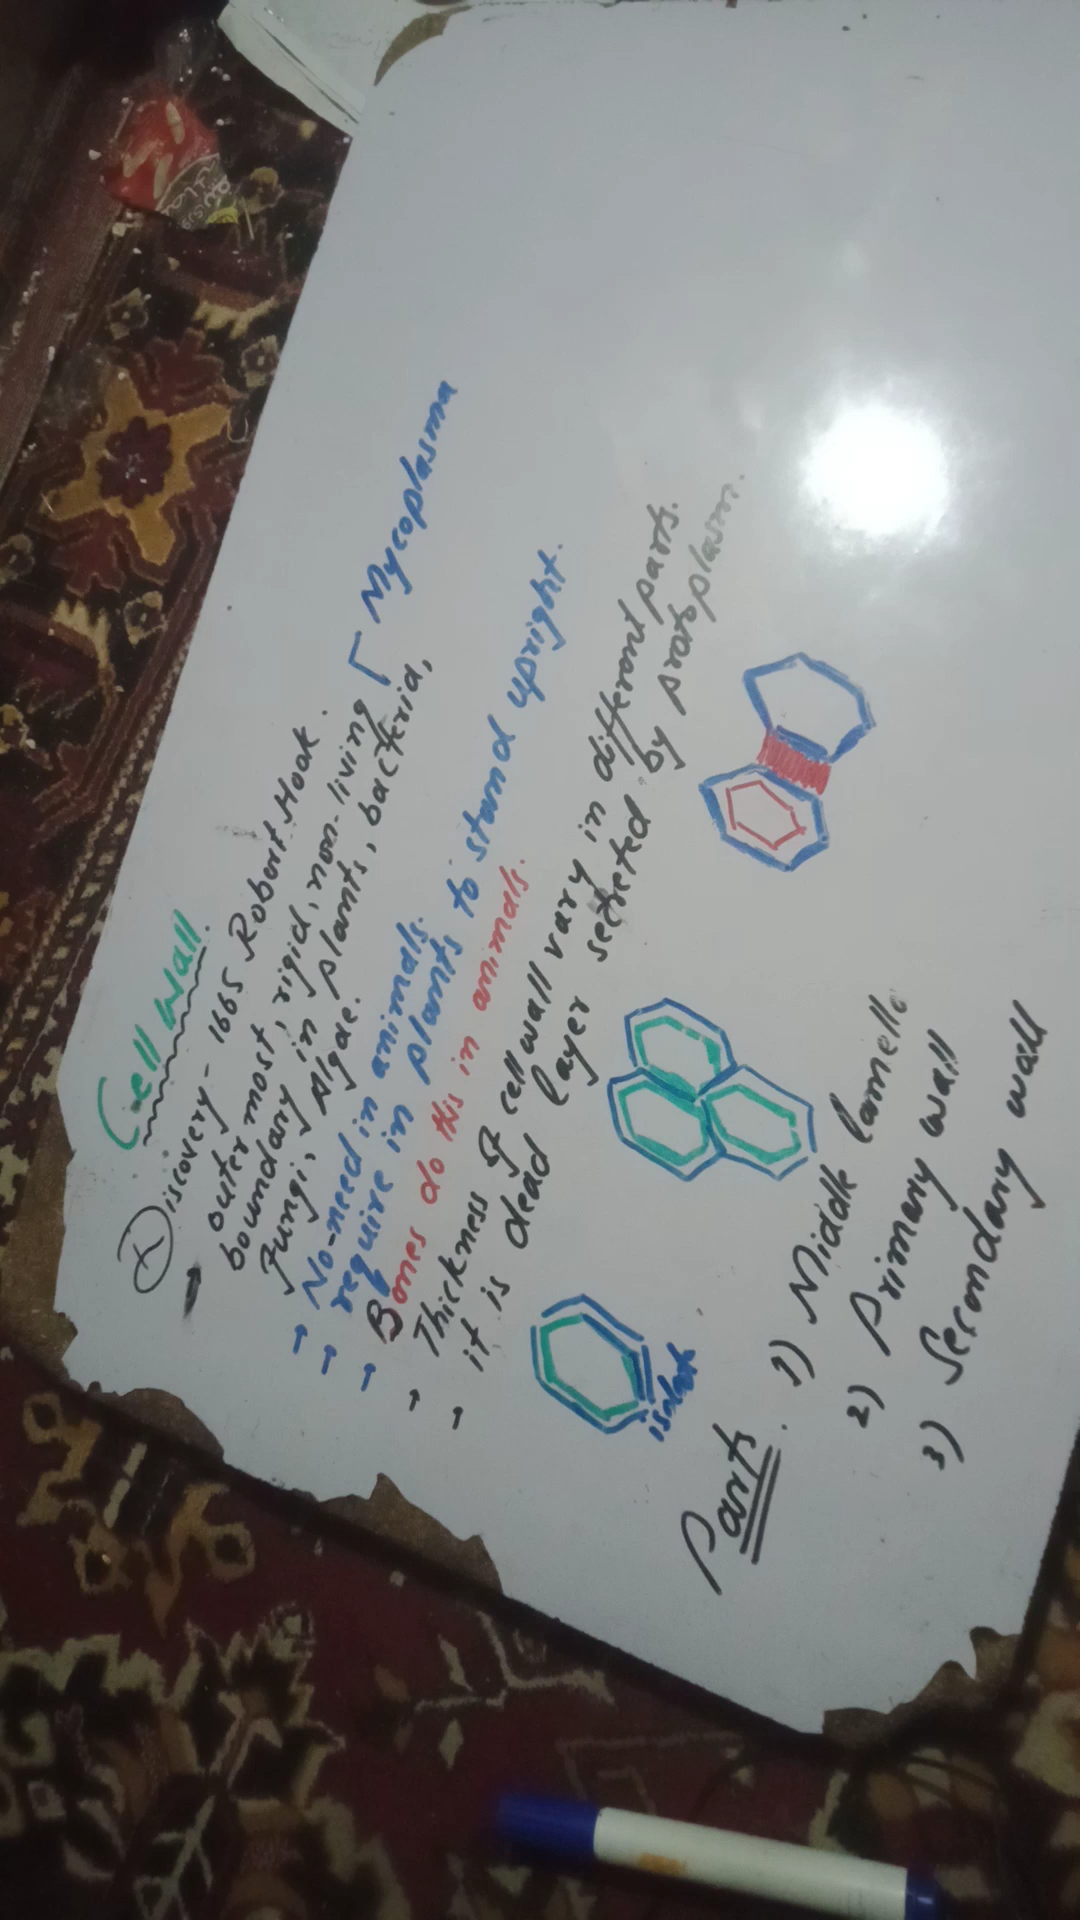 Cell wall.
Discovery - 1665 Robert Hook.
→ outer most, rigid, non-living
boundary in plants, bacteria,
Fungi, Algae.
Mycoplasma
→ No-need in animals.
→ require in plants to stand upright.
→ Bones do this in animals.
→ Thickness of cell wall vary in different parts.
→ it is dead layer secreted by protoplasm.
Parts
1) Middle lamella
2) Primary wall
3) Secondary wall